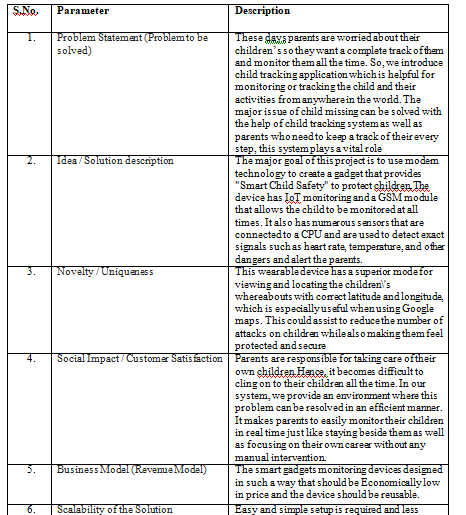 S.No. Parameter Description
1. Problem Statement (Problem to be These days parents are worried about their
solved) children's so they want a complete track of them
and monitor them all the time. So, we introduce
child tracking application which is helpful for
monitoring or tracking the child and their
activities from anywhere in the world. The
major issue of child missing can be solved with
the help of child tracking system as well as
parents who need to keep a track of their every
step, this system plays a vital role
2. Idea / Solution description The major goal of this project is to use modern
technology to create a gadget that provides
"Smart Child Safety" to protect children.The
device has IoT monitoring and a GSM module
that allows the child to be monitored at all
times. It also has numerous sensors that are
connected to a CPU and are used to detect exact
signals such as heart rate, temperature, and other
dangers and alert the parents.
3. Novelty / Uniqueness This wearable device has a superior mode for
viewing and locating the children\'s
whereabouts with correct latitude and longitude,
which is especially useful when using Google
maps. This could assist to reduce the number of
attacks on children while also making them feel
protected and secure
4. Social Impact / Customer Satisfaction Parents are responsible for taking care of their
own children.Hence, it becomes difficult to
cling on to their children all the time. In our
system, we provide an environment where this
problem can be resolved in an efficient manner.
It makes parents to easily monitor their children
in real time just like staying beside them as well
as focusing on their own career without any
manual intervention.
5. Business Model (Revenue Model) The smart gadgets monitoring devices designed
in such a way that should be Economically low
in price and the device should be reusable.
6. Scalability of the Solution Easy and simple setup is required and less